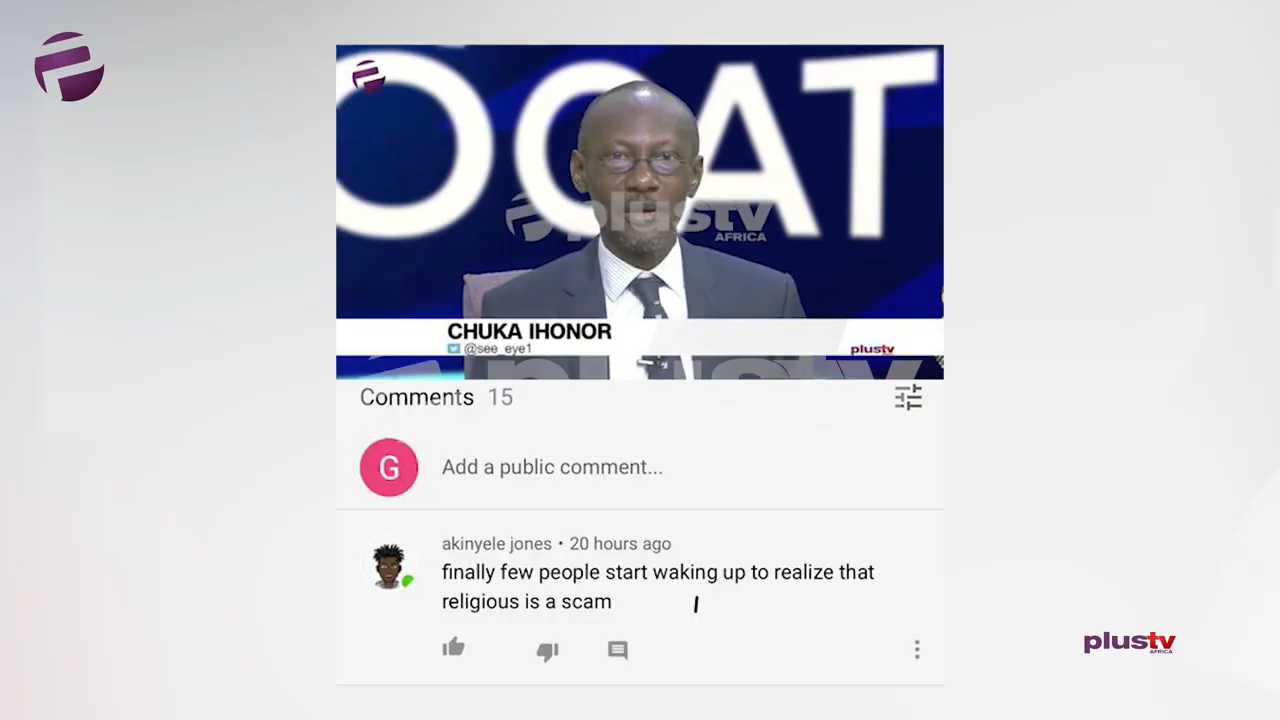 OCAT
plustv
AFRICA
CHUKA IHONOR
@see_eye1
plustv
plustv
Comments 15
G
Add a public comment...
akinyele jones • 20 hours ago
finally few people start waking up to realize that
religious is a scam
plustv
AFRICA